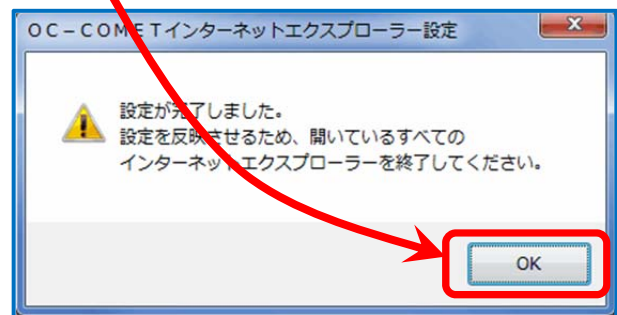 OC-COMETインターネットエクスプローラー設定
設定が完了しました。
設定を反映させるため、開いているすべての
インターネットエクスプローラーを終了してください。
OK